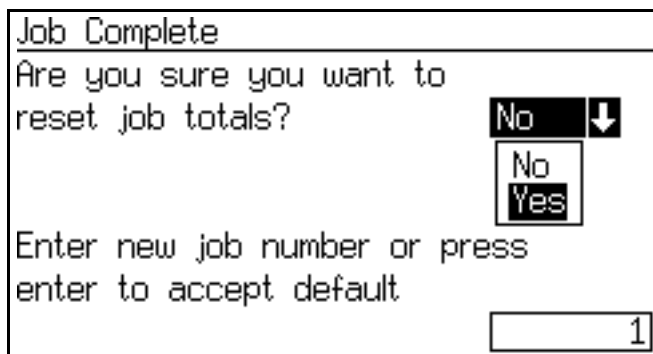 Job Complete
Are you sure you want to
reset job totals? No
No
Yes
Enter new job number or press
enter to accept default
1